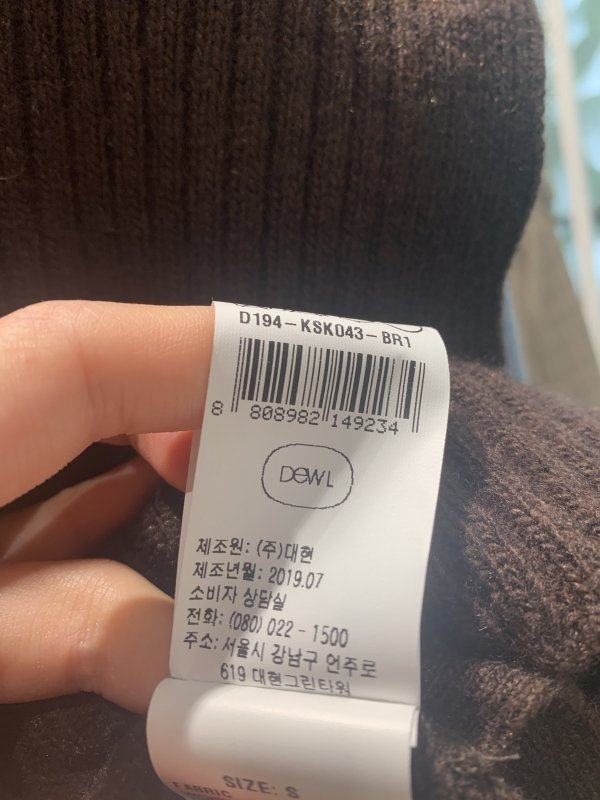 D194-KSK043-BR1
8 808982 149234
DEWL
제조원: (주)대현
제조년월: 2019.07
소비자 상담실
전화: (080) 022-1500
주소: 서울시 강남구 언주로
619 대현그린타워
SIZE: S
FABRIC